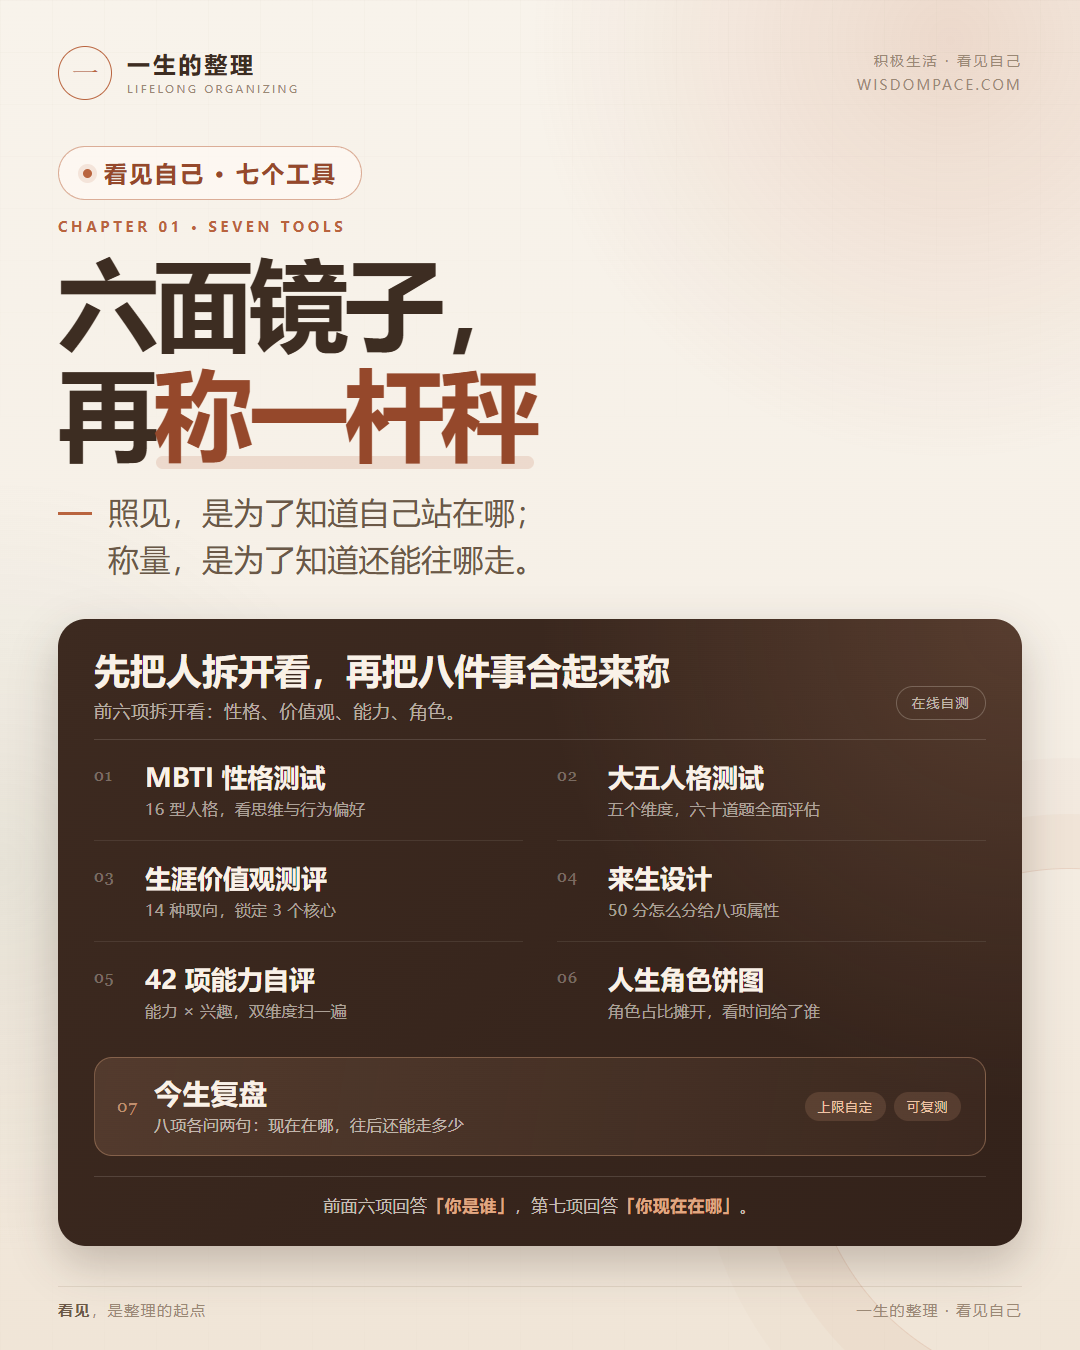 一
一生的整理
LIFELONG ORGANIZING
积极生活 · 看见自己
WISDOMPACE.COM
看见自己 · 七个工具
CHAPTER 01 • SEVEN TOOLS
六面镜子，
再称一杆秤
照见，是为了知道自己站在哪；
称量，是为了知道还能往哪走。
先把人拆开看，再把八件事合起来称
前六项拆开看：性格、价值观、能力、角色。
在线自测
01 MBTI 性格测试
16 型人格，看思维与行为偏好
02 大五人格测试
五个维度，六十道题全面评估
03 生涯价值观测评
14 种取向，锁定 3 个核心
04 来生设计
50 分怎么分给八项属性
05 42 项能力自评
能力 × 兴趣，双维度扫一遍
06 人生角色饼图
角色占比摊开，看时间给了谁
07 今生复盘
八项各问两句：现在在哪，往后还能走多少
上限自定 可复测
前面六项回答「你是谁」，第七项回答「你现在在哪」。
看见，是整理的起点
一生的整理 · 看见自己